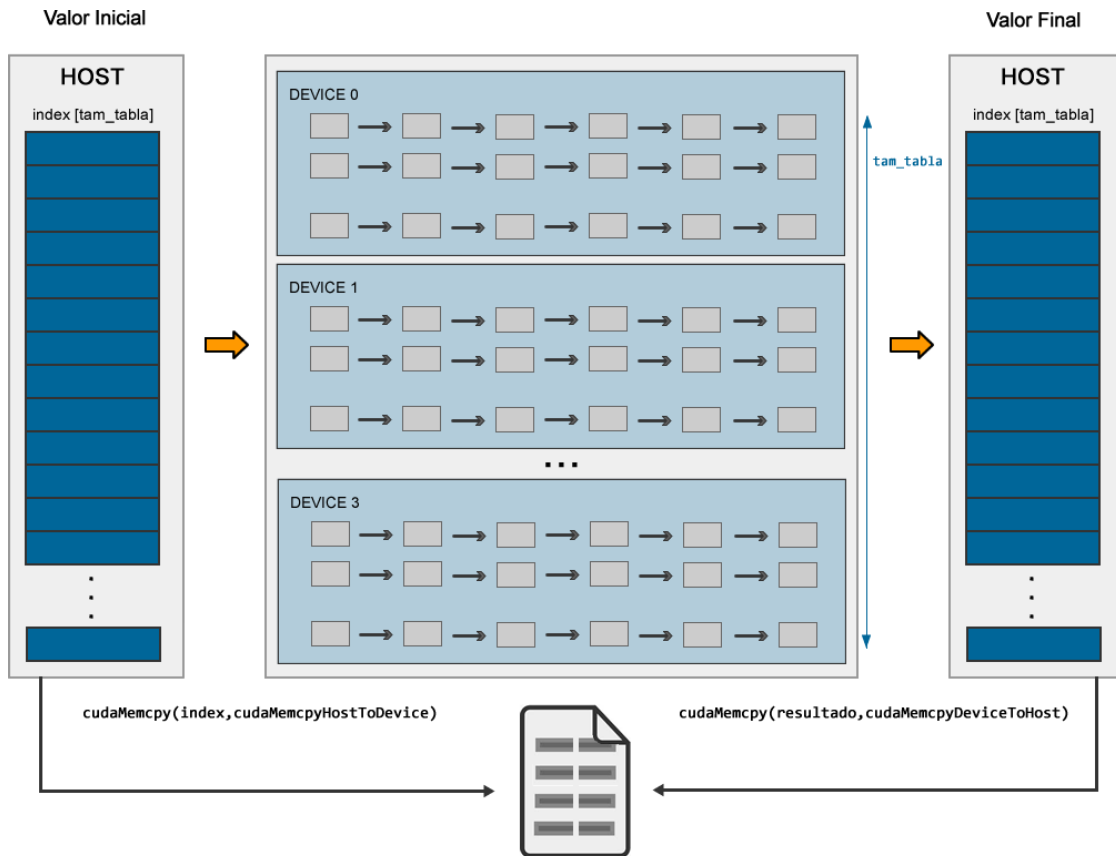 Valor Inicial
Valor Final
HOST
index [tam_tabla]
DEVICE 0
tam_tabla
DEVICE 1
...
DEVICE 3
HOST
index [tam_tabla]
cudaMemcpy(index,cudaMemcpyHostToDevice)
cudaMemcpy(resultado,cudaMemcpyDeviceToHost)